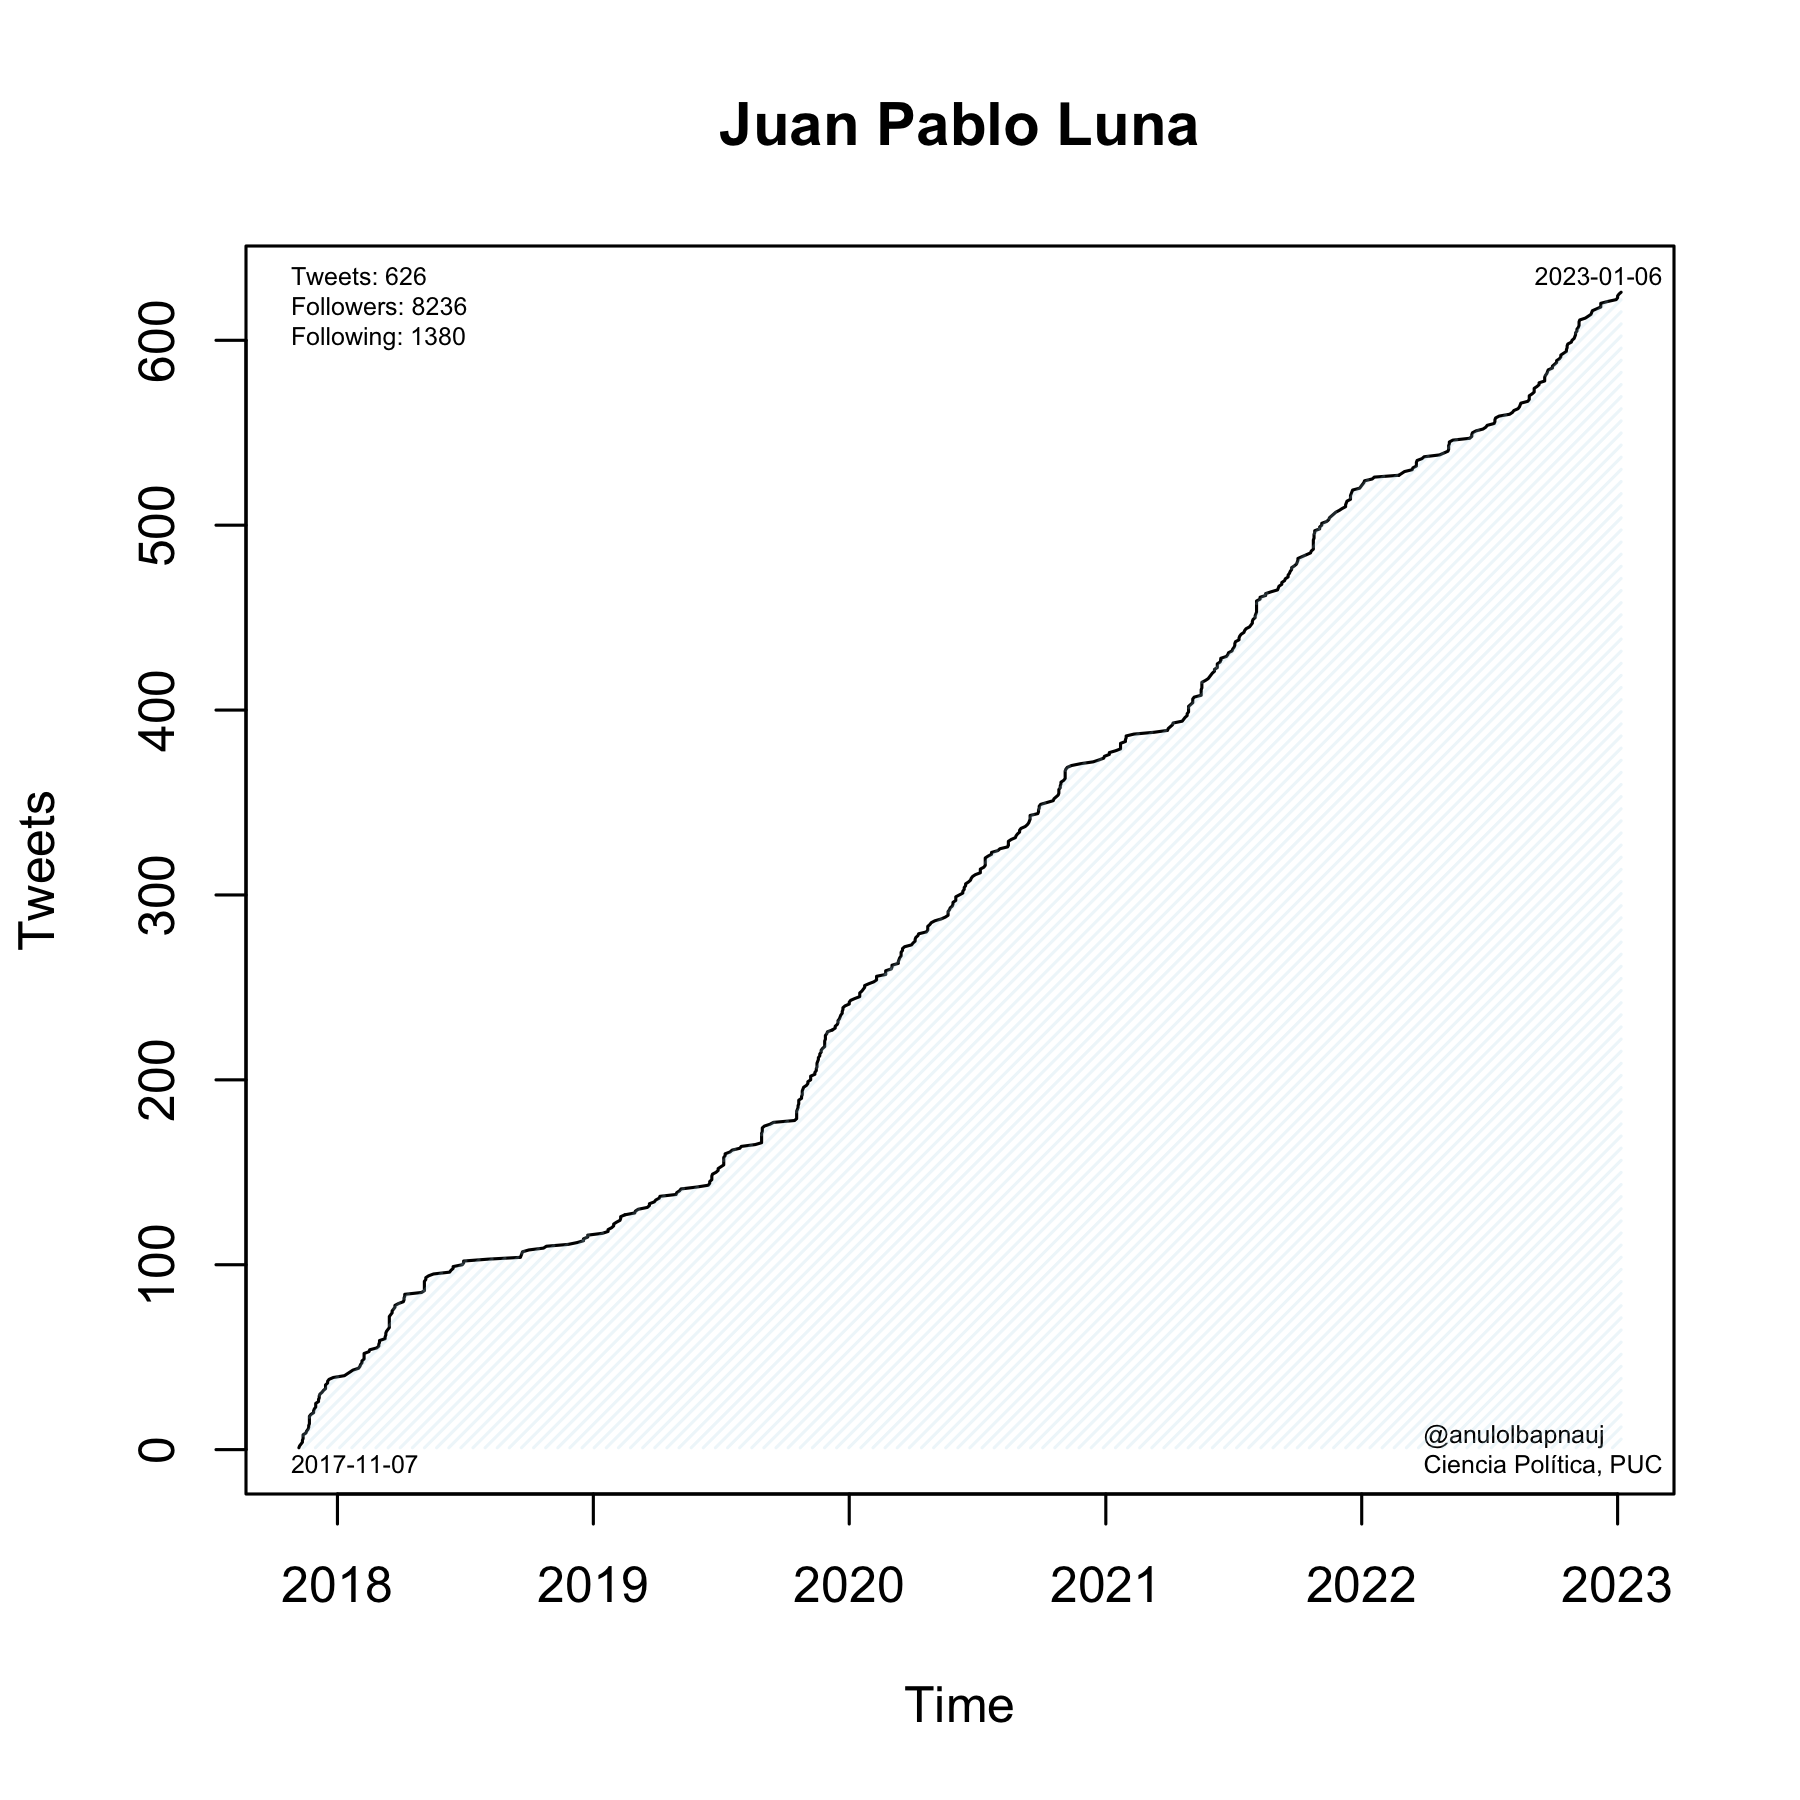 Juan Pablo Luna
Tweets: 626
Followers: 8236
Following: 1380
2023-01-06
Tweets
600
500
400
300
200
100
0
@anulolbapnauj
Ciencia Política, PUC
2017-11-07
2018 2019 2020 2021 2022 2023
Time